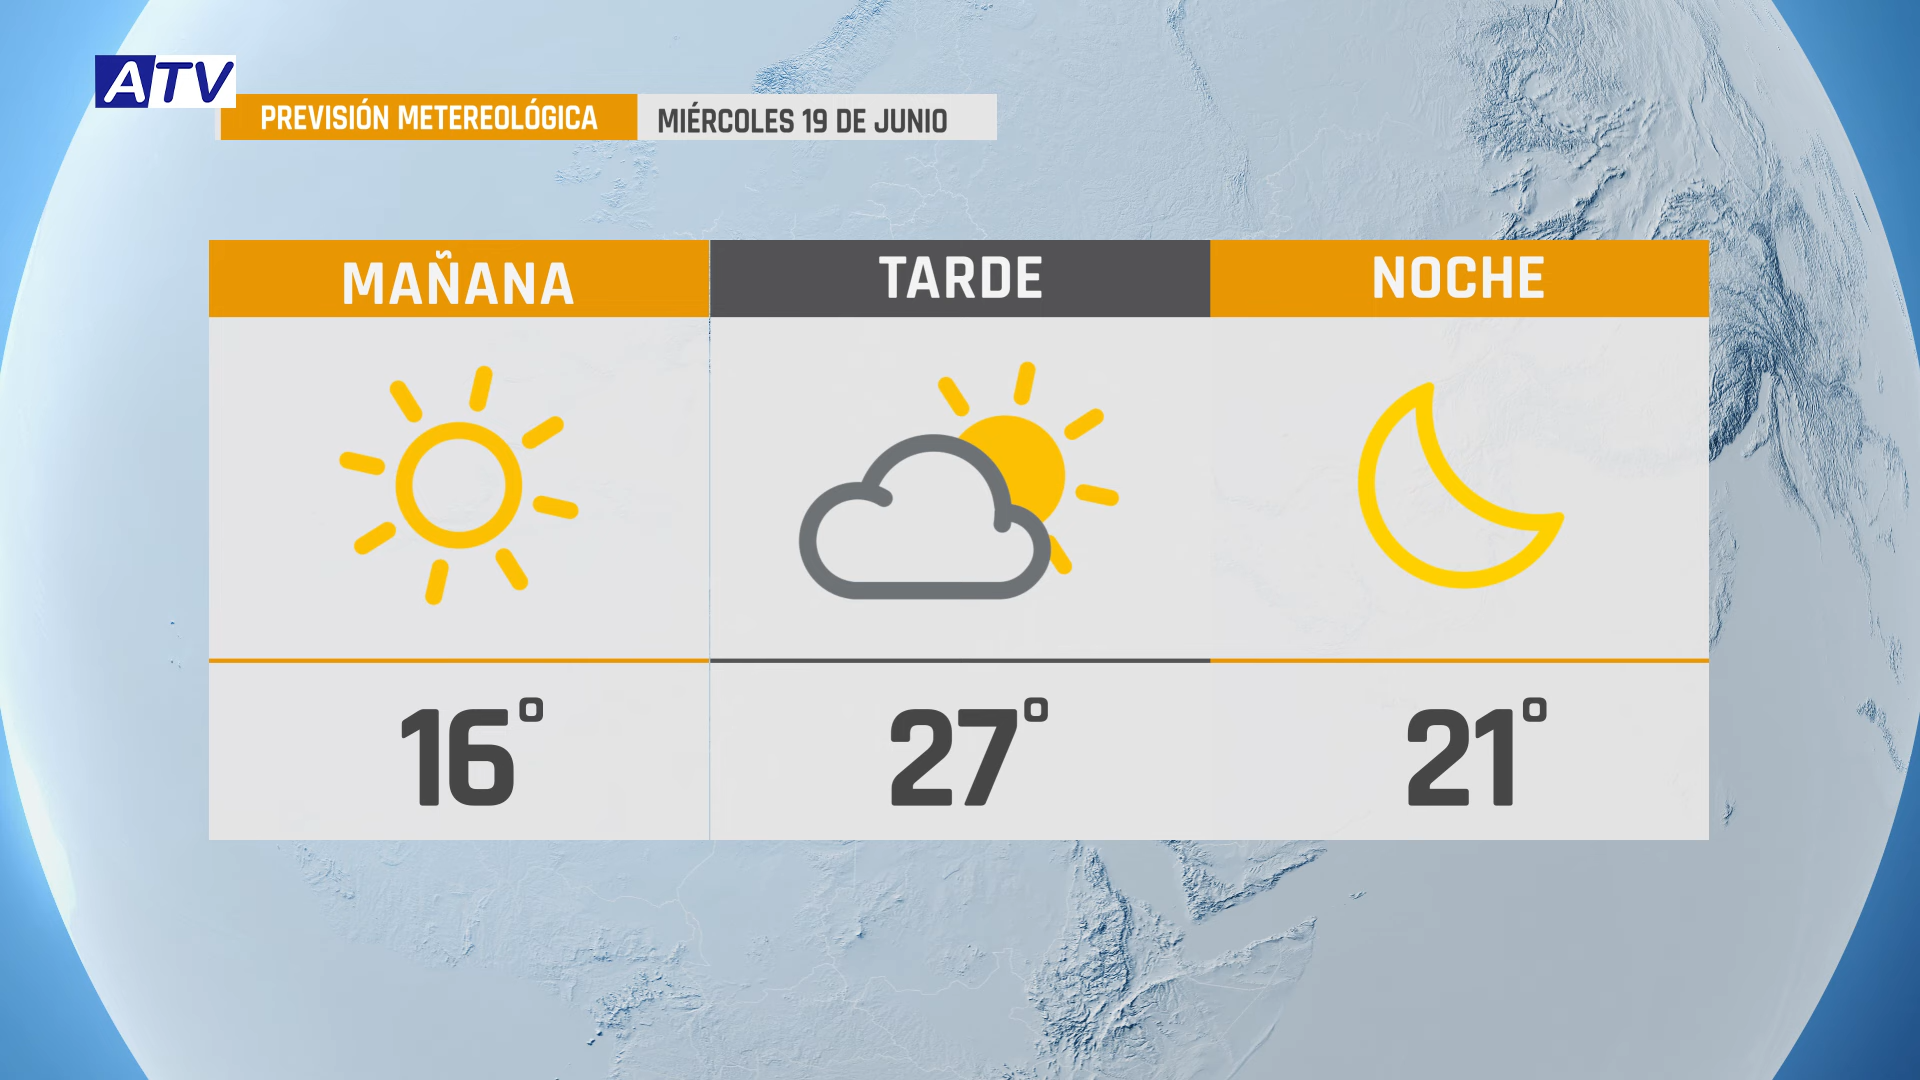 ATV
PREVISIÓN METEREOLÓGICA
MIÉRCOLES 19 DE JUNIO
MAÑANA
TARDE
NOCHE
16°
27°
21°